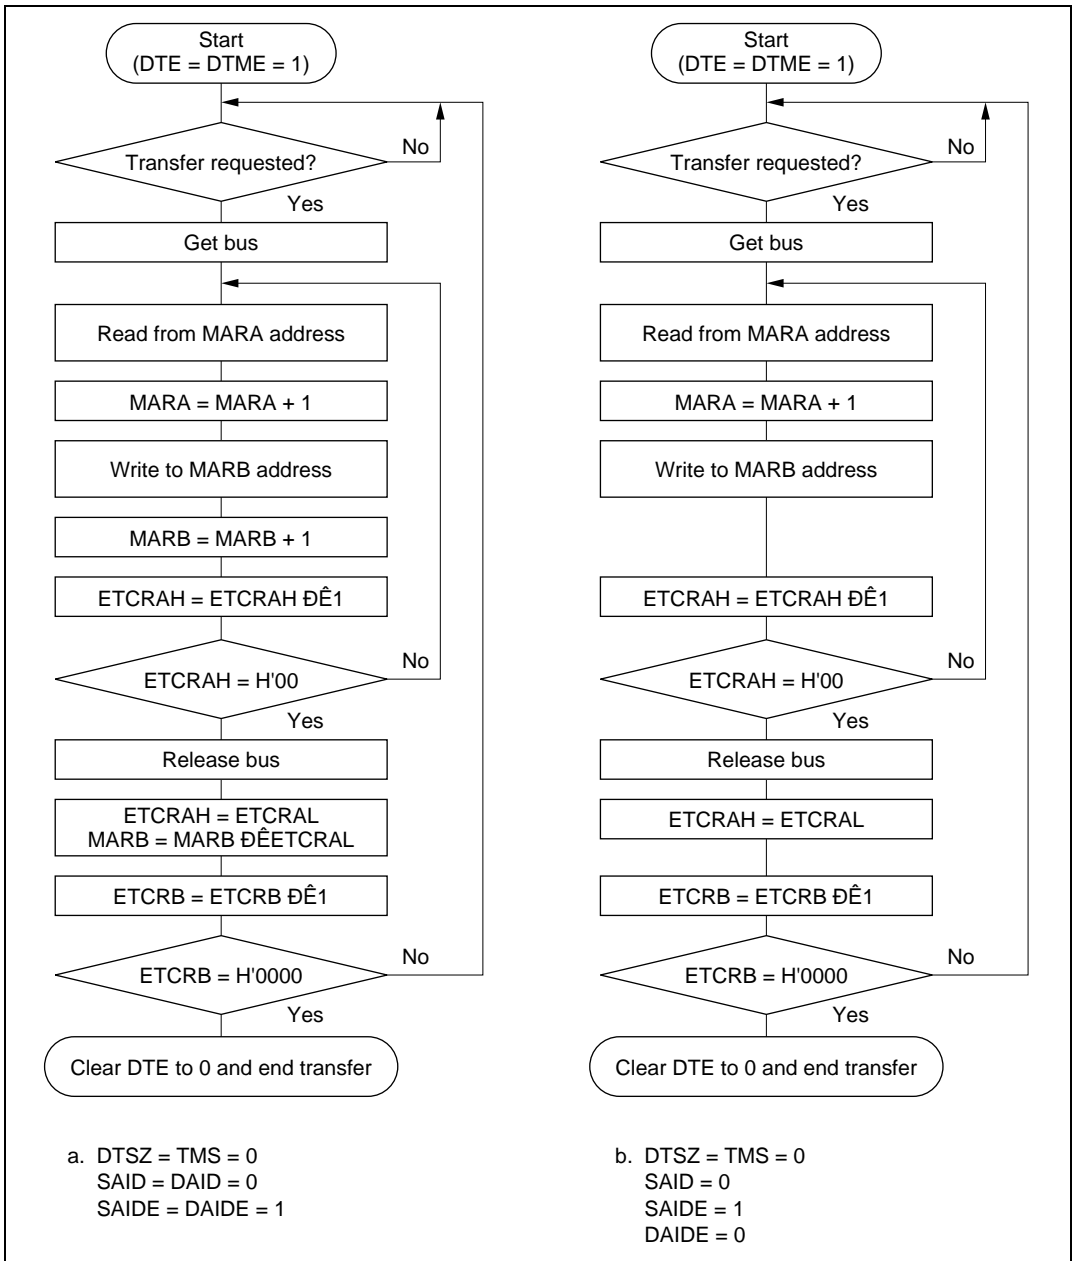 Start
(DTE = DTME = 1)
No
Transfer requested?
Yes
Get bus
Read from MARA address
MARA = MARA + 1
Write to MARB address
MARB = MARB + 1
ETCRAH = ETCRAH ÐÊ1
No
ETCRAH = H'00
Yes
Release bus
ETCRAH = ETCRAL
MARB = MARB ÐÊETCRAL
ETCRB = ETCRB ÐÊ1
No
ETCRB = H'0000
Yes
Clear DTE to 0 and end transfer
a. DTSZ = TMS = 0
SAID = DAID = 0
SAIDE = DAIDE = 1
Start
(DTE = DTME = 1)
No
Transfer requested?
Yes
Get bus
Read from MARA address
MARA = MARA + 1
Write to MARB address
ETCRAH = ETCRAH ÐÊ1
No
ETCRAH = H'00
Yes
Release bus
ETCRAH = ETCRAL
ETCRB = ETCRB ÐÊ1
No
ETCRB = H'0000
Yes
Clear DTE to 0 and end transfer
b. DTSZ = TMS = 0
SAID = 0
SAIDE = 1
DAIDE = 0